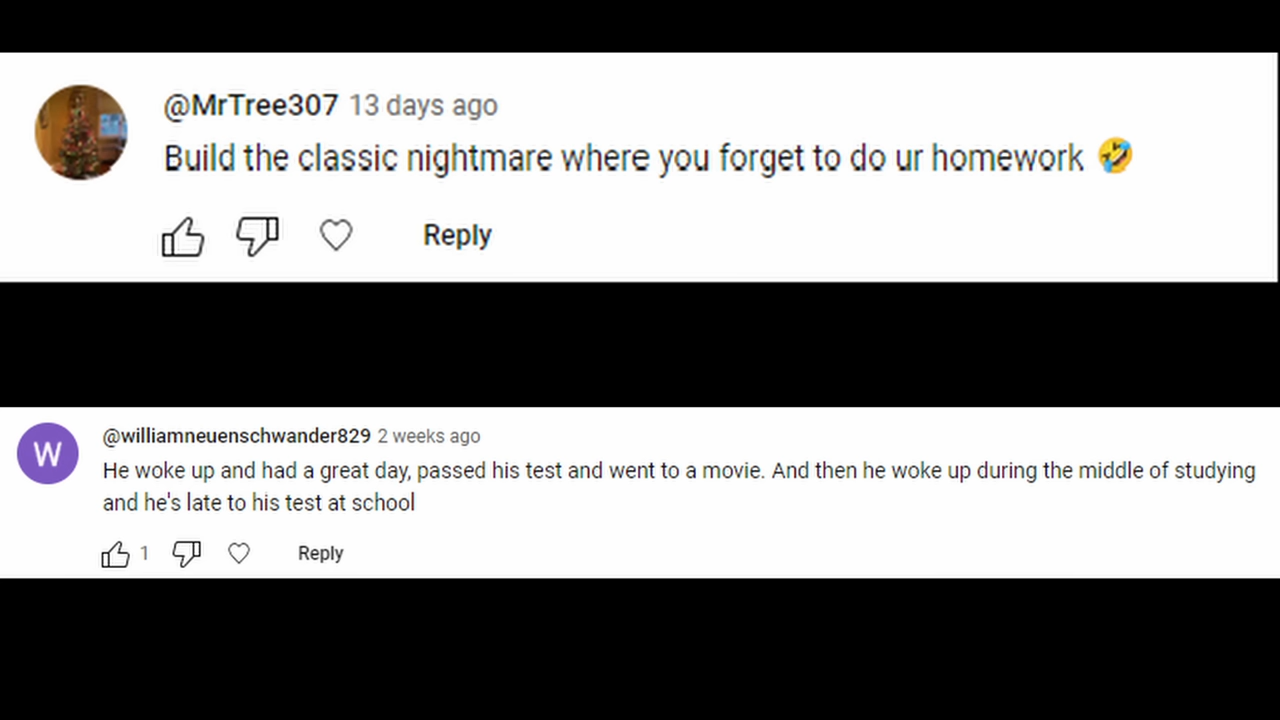 @MrTree307 13 days ago
Build the classic nightmare where you forget to do ur homework 🤣
Reply
W
@williamneuenschwander829 2 weeks ago
He woke up and had a great day, passed his test and went to a movie. And then he woke up during the middle of studying
and he's late to his test at school
1 Reply